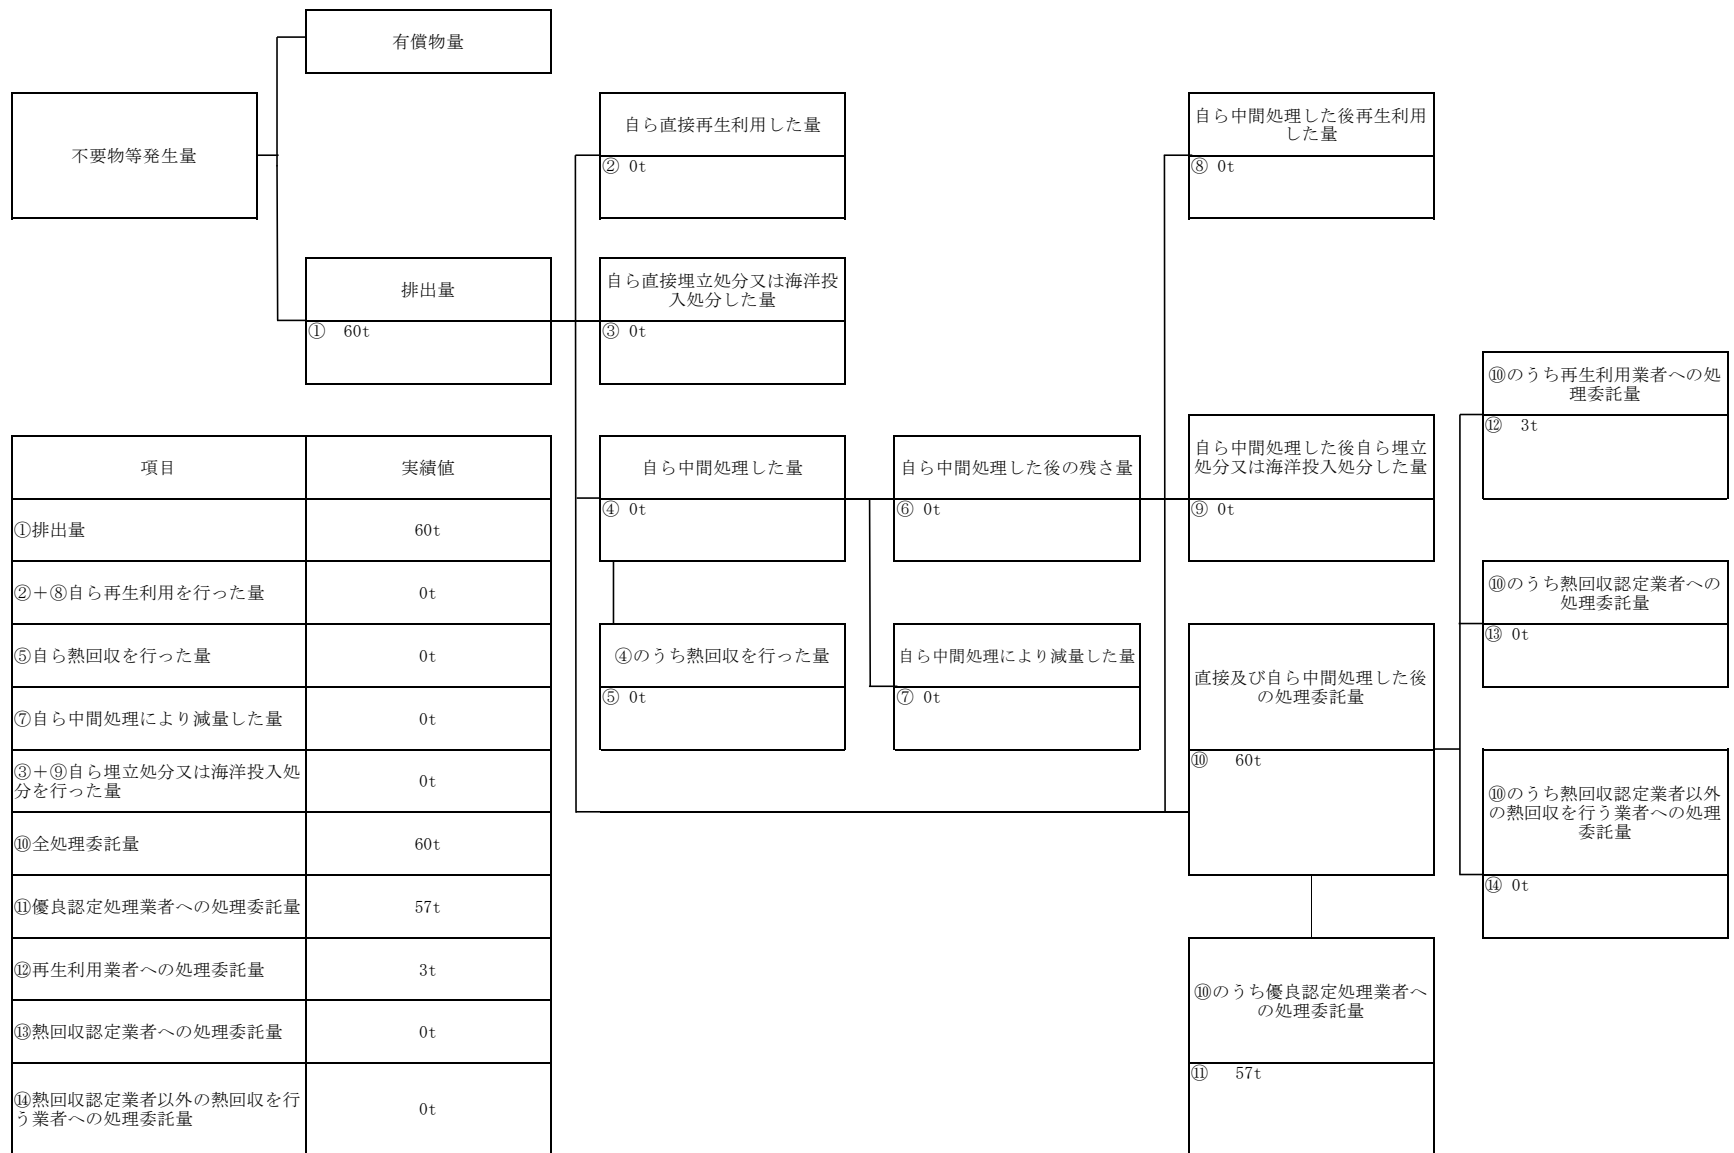 有償物量
不要物等発生量
自ら直接再生利用した量
② 0t
自ら中間処理した後再生利用
した量
⑧ 0t
排出量
① 60t
自ら直接埋立処分又は海洋投
入処分した量
③ 0t
⑩のうち再生利用業者への処
理委託量
⑫ 3t
自ら中間処理した量
④ 0t
自ら中間処理した後の残さ量
⑥ 0t
自ら中間処理した後自ら埋立
処分又は海洋投入処分した量
⑨ 0t
⑩のうち熱回収認定業者への
処理委託量
⑬ 0t
④のうち熱回収を行った量
⑤ 0t
自ら中間処理により減量した量
⑦ 0t
直接及び自ら中間処理した後
の処理委託量
⑩ 60t
⑩のうち熱回収認定業者以外
の熱回収を行う業者への処理
委託量
⑭ 0t
⑩のうち優良認定処理業者へ
の処理委託量
⑪ 57t
項目 実績値
①排出量 60t
②＋⑧自ら再生利用を行った量 0t
⑤自ら熱回収を行った量 0t
⑦自ら中間処理により減量した量 0t
③＋⑨自ら埋立処分又は海洋投入処
分を行った量 0t
⑩全処理委託量 60t
⑪優良認定処理業者への処理委託量 57t
⑫再生利用業者への処理委託量 3t
⑬熱回収認定業者への処理委託量 0t
⑭熱回収認定業者以外の熱回収を行
う業者への処理委託量 0t